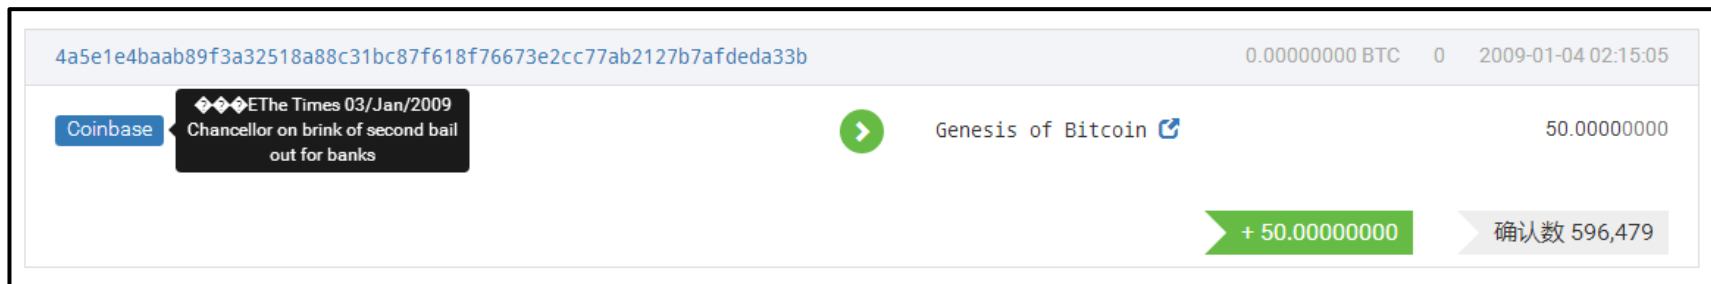 4a5e1e4baab89f3a32518a88c31bc87f618f76673e2cc77ab2127b7afdeda33b 0.00000000 BTC 0 2009-01-04 02:15:05
Coinbase
���EThe Times 03/Jan/2009
Chancellor on brink of second bail
out for banks
Genesis of Bitcoin 50.00000000
+ 50.00000000 确认数 596,479